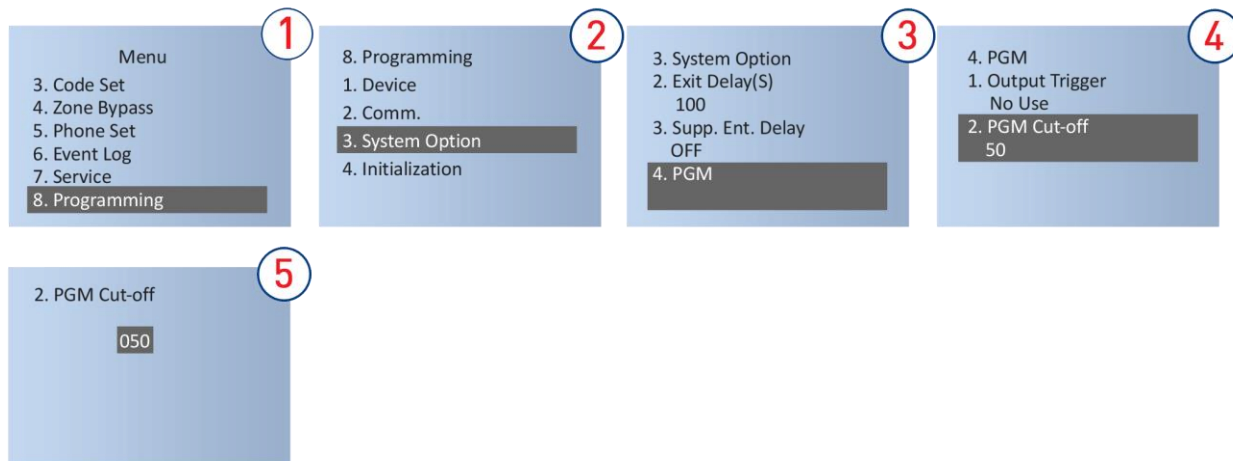 1
Menu
3. Code Set
4. Zone Bypass
5. Phone Set
6. Event Log
7. Service
8. Programming
2
8. Programming
1. Device
2. Comm.
3. System Option
4. Initialization
3
3. System Option
2. Exit Delay(S)
100
3. Supp. Ent. Delay
OFF
4. PGM
4
4. PGM
1. Output Trigger
No Use
2. PGM Cut-off
50
5
2. PGM Cut-off
050